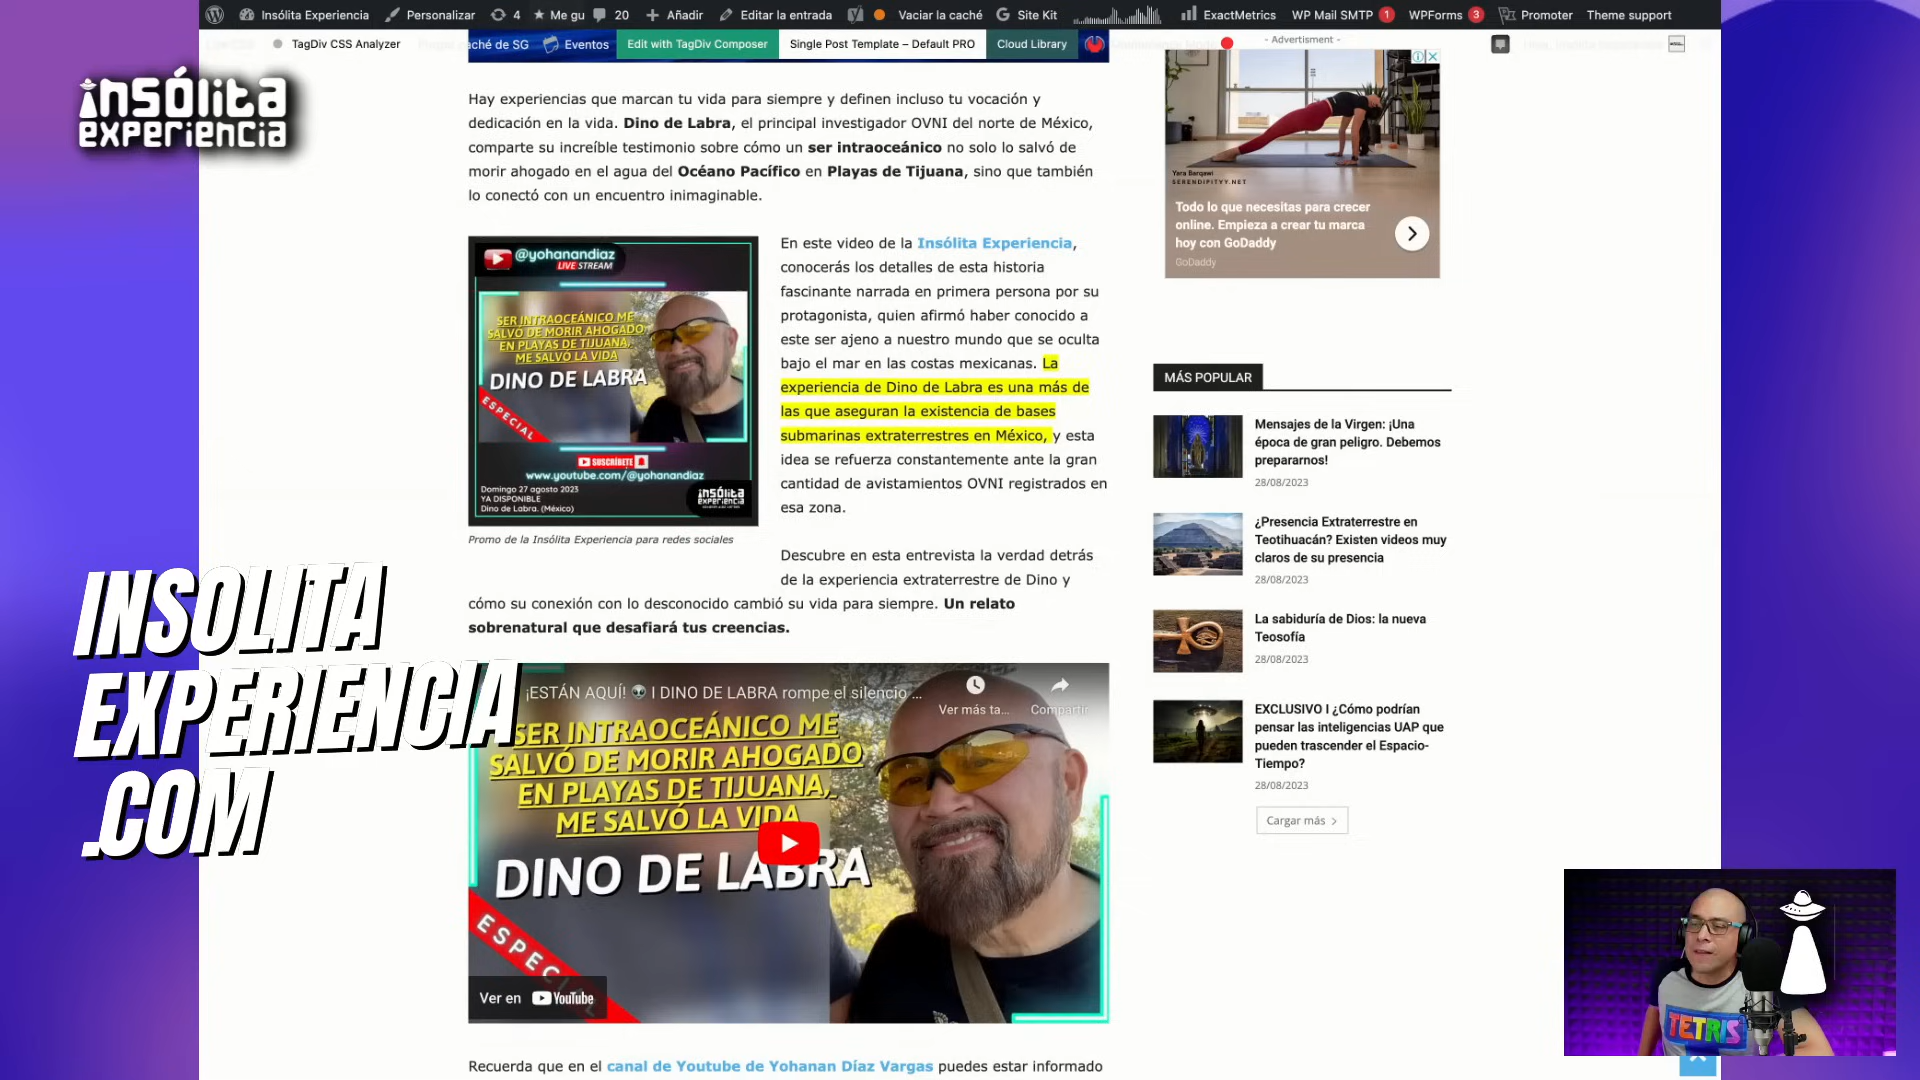 Insólita Experiencia
Personalizar
4
Me gu
20
Añadir
Editar la entrada
Vaciar la caché
Site Kit
ExactMetrics
WP Mail SMTP 1
WPForms 3
Promoter
Theme support
TagDiv CSS Analyzer
caché de SG
Eventos
Edit with TagDiv Composer
Single Post Template – Default PRO
Cloud Library
insólita
experiencia
Hay experiencias que marcan tu vida para siempre y definen incluso tu vocación y
dedicación en la vida. Dino de Labra, el principal investigador OVNI del norte de México,
comparte su increíble testimonio sobre cómo un ser intraoceánico no solo lo salvó de
morir ahogado en el agua del Océano Pacífico en Playas de Tijuana, sino que también
lo conectó con un encuentro inimaginable.
@yohanandiaz
LIVE STREAM
SER INTRAOCEÁNICO ME
SALVÓ DE MORIR AHOGADO
EN PLAYAS DE TIJUANA,
ME SALVÓ LA VIDA
DINO DE LABRA
ESPECIAL
SUSCRÍBETE
www.youtube.com/@yohanandiaz
Domingo 27 agosto 2023
YA DISPONIBLE
Dino de Labra. (México)
insólita
experiencia
Promo de la Insólita Experiencia para redes sociales
En este video de la Insólita Experiencia,
conocerás los detalles de esta historia
fascinante narrada en primera persona por su
protagonista, quien afirmó haber conocido a
este ser ajeno a nuestro mundo que se oculta
bajo el mar en las costas mexicanas. La
experiencia de Dino de Labra es una más de
las que aseguran la existencia de bases
submarinas extraterrestres en México, y esta
idea se refuerza constantemente ante la gran
cantidad de avistamientos OVNI registrados en
esa zona.
Descubre en esta entrevista la verdad detrás
de la experiencia extraterrestre de Dino y
cómo su conexión con lo desconocido cambió su vida para siempre. Un relato
sobrenatural que desafiará tus creencias.
INSOLITA
EXPERIENCIA
.COM
¡ESTÁN AQUÍ! 👽 I DINO DE LABRA rompe el silencio ...
Ver más ta...
Compartir
SER INTRAOCEÁNICO ME
SALVÓ DE MORIR AHOGADO
EN PLAYAS DE TIJUANA,
ME SALVÓ LA VIDA
DINO DE LABRA
ESPECIAL
Ver en YouTube
Recuerda que en el canal de Youtube de Yohanan Díaz Vargas puedes estar informado
- Advertisment -
Yara Barqawi
SERENDIPITYY.NET
Todo lo que necesitas para crecer
online. Empieza a crear tu marca
hoy con GoDaddy
GoDaddy
MÁS POPULAR
Mensajes de la Virgen: ¡Una
época de gran peligro. Debemos
prepararnos!
28/08/2023
¿Presencia Extraterrestre en
Teotihuacán? Existen videos muy
claros de su presencia
28/08/2023
La sabiduría de Dios: la nueva
Teosofía
28/08/2023
EXCLUSIVO I ¿Cómo podrían
pensar las inteligencias UAP que
pueden trascender el Espacio-
Tiempo?
28/08/2023
Cargar más
TETRIS